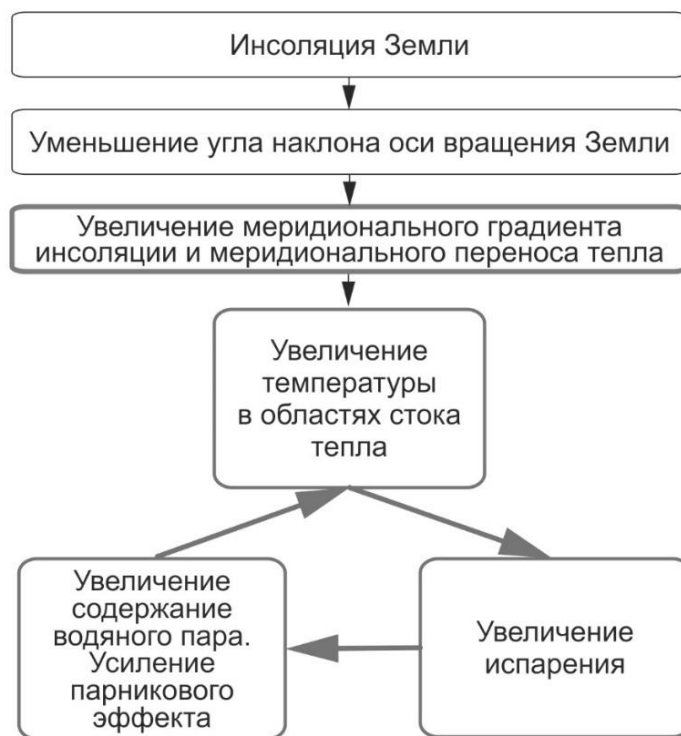 Инсоляция Земли
Уменьшение угла наклона оси вращения Земли
Увеличение меридионального градиента
инсоляции и меридионального переноса тепла
Увеличение
температуры
в областях стока
тепла
Увеличение
содержание
водяного пара.
Усиление
парникового
эффекта
Увеличение
испарения